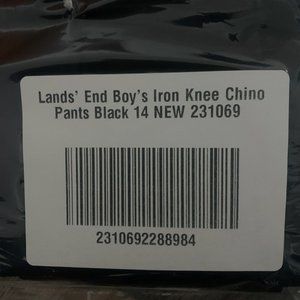 Lands' End Boy's Iron Knee Chino
Pants Black 14 NEW 231069
2310692288984